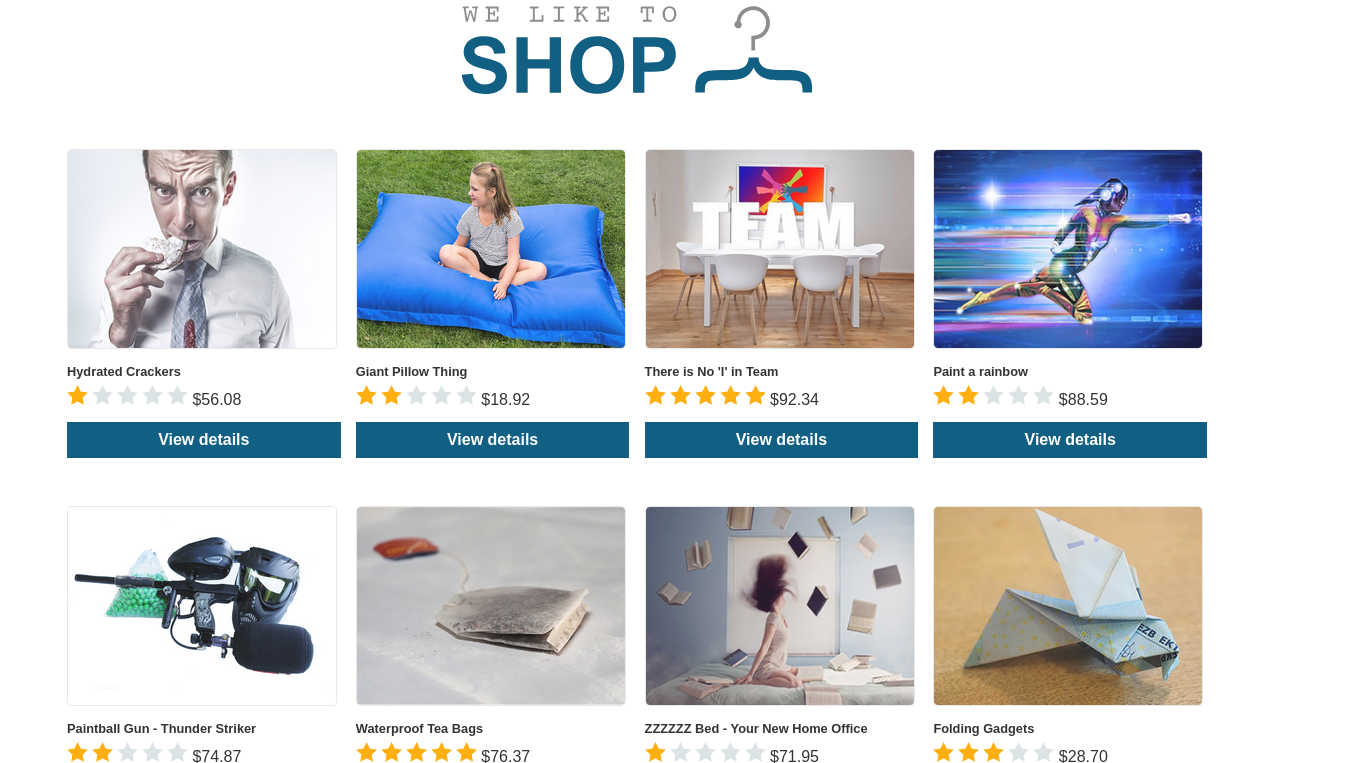 WE LIKE TO
SHOP
TEAM
Hydrated Crackers
Giant Pillow Thing
There is No 'I' in Team
Paint a rainbow
$56.08
$18.92
$92.34
$88.59
View details
View details
View details
View details
EZB EK
Paintball Gun - Thunder Striker
Waterproof Tea Bags
ZZZZZZ Bed - Your New Home Office
Folding Gadgets
$74.87
$76.37
$71.95
$28.70